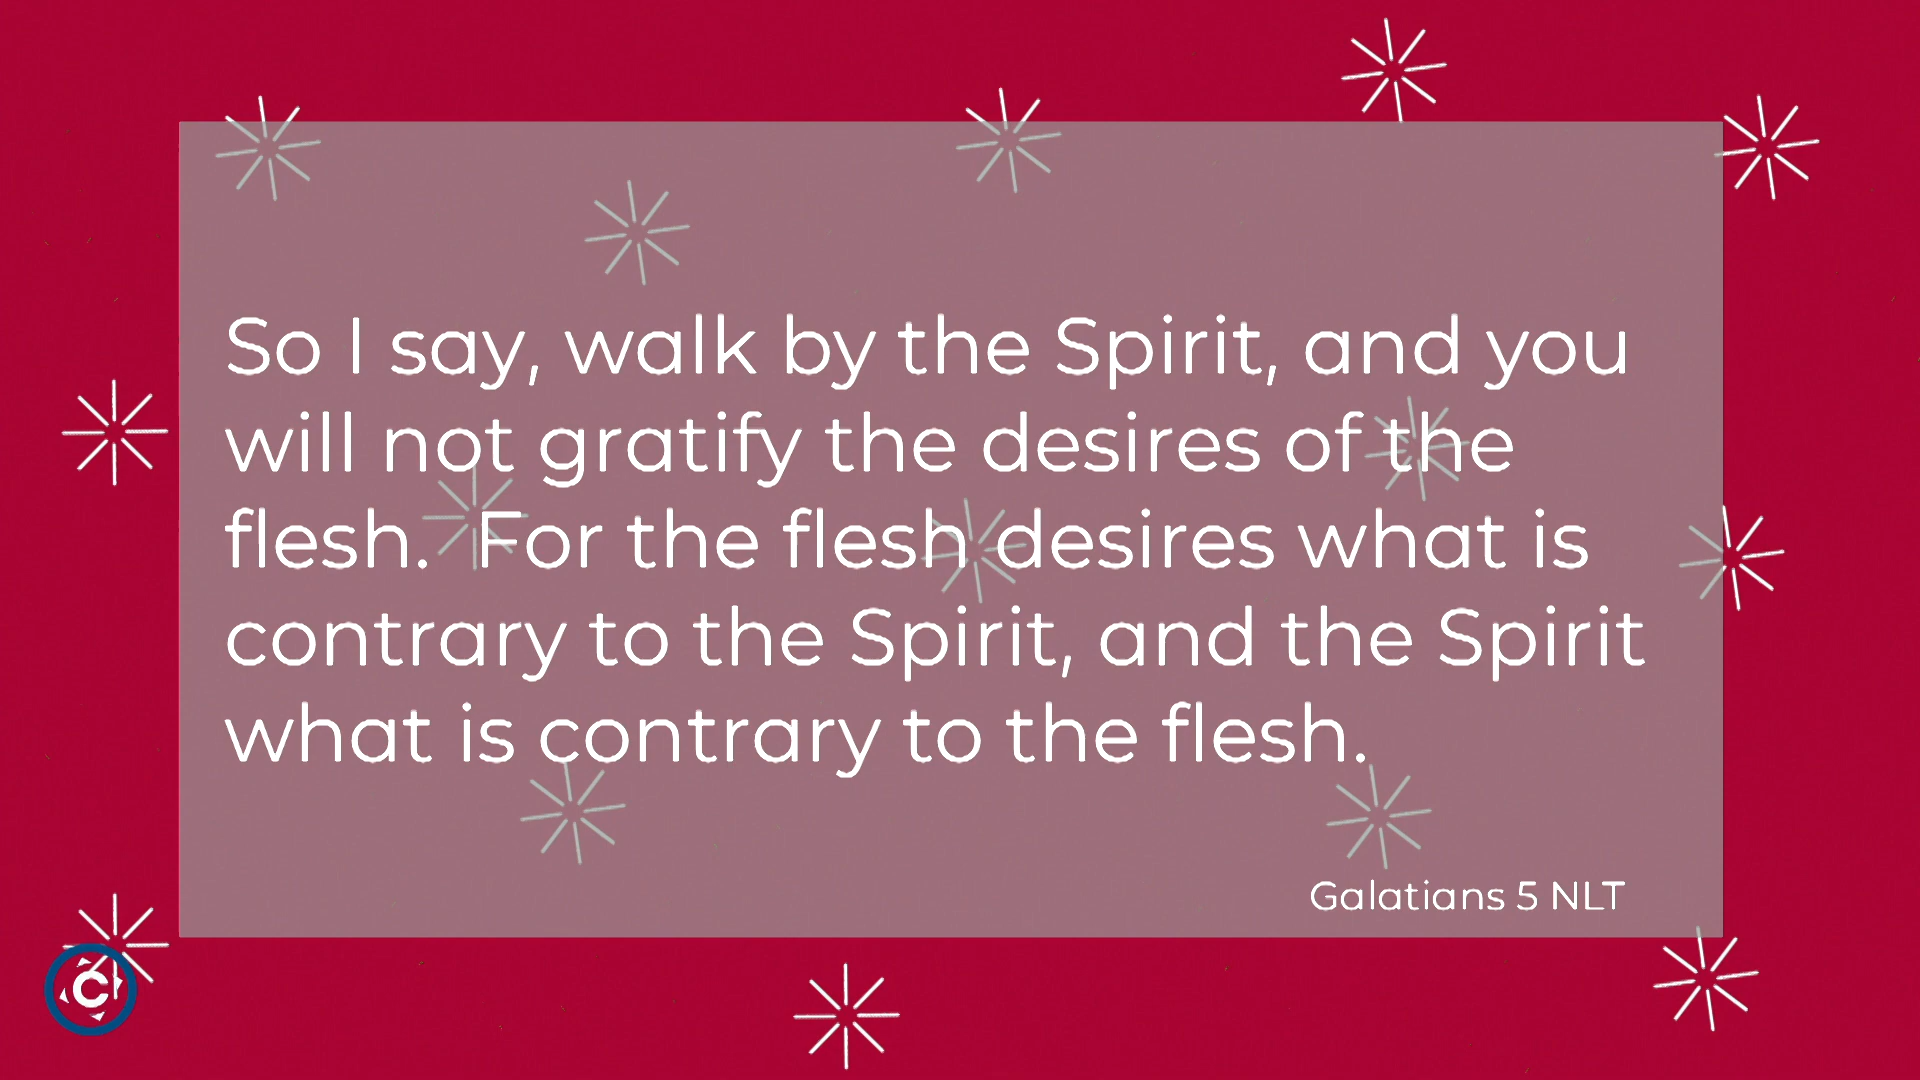 So I say, walk by the Spirit, and you
will not gratify the desires of the
flesh.  For the flesh desires what is
contrary to the Spirit, and the Spirit
what is contrary to the flesh.
Galatians 5 NLT
C